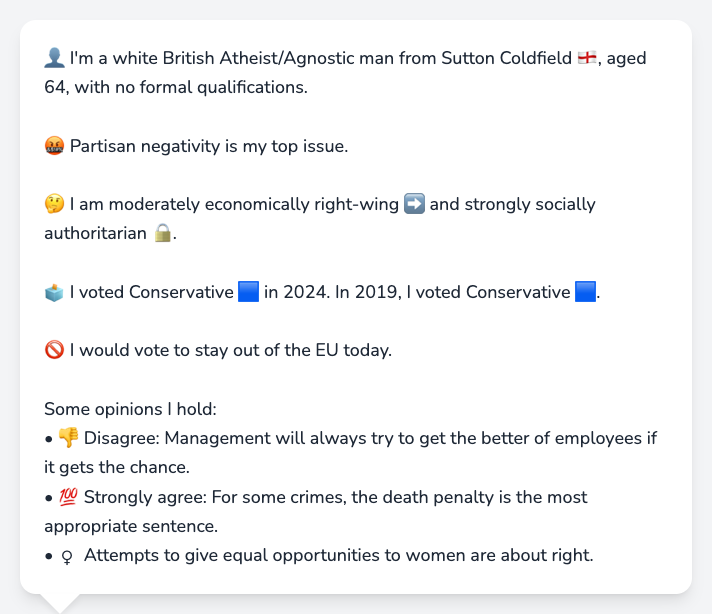 👤 I'm a white British Atheist/Agnostic man from Sutton Coldfield 🏴󠁧󠁢󠁥󠁮󠁧󠁿, aged
64, with no formal qualifications.
🤬 Partisan negativity is my top issue.
🤔 I am moderately economically right-wing ➡️ and strongly socially
authoritarian 🔒.
🗳️ I voted Conservative 🟦 in 2024. In 2019, I voted Conservative 🟦.
🚫 I would vote to stay out of the EU today.
Some opinions I hold:
• 👎 Disagree: Management will always try to get the better of employees if
it gets the chance.
• 💯 Strongly agree: For some crimes, the death penalty is the most
appropriate sentence.
• ♀ Attempts to give equal opportunities to women are about right.